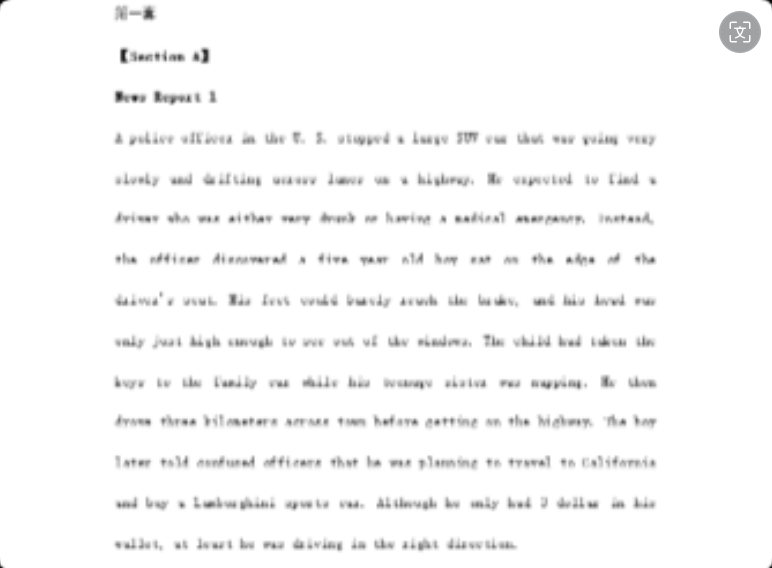 第一套
【Section A】
News Report 1
A police officer in the U. S. stopped a large SUV car that was going very
slowly and drifting across lanes on a highway. He expected to find a
driver who was either very drunk or having a medical emergency. Instead,
the officer discovered a five year old boy sat on the edge of the
driver's seat. His feet could barely reach the brake, and his head was
only just high enough to see out of the windows. The child had taken the
keys to the family car while his teenage sister was napping. He then
drove three kilometers across town before getting on the highway. The boy
later told confused officers that he was planning to travel to California
and buy a Lamborghini sports car. Although he only had 3 dollars in his
wallet, at least he was driving in the right direction.